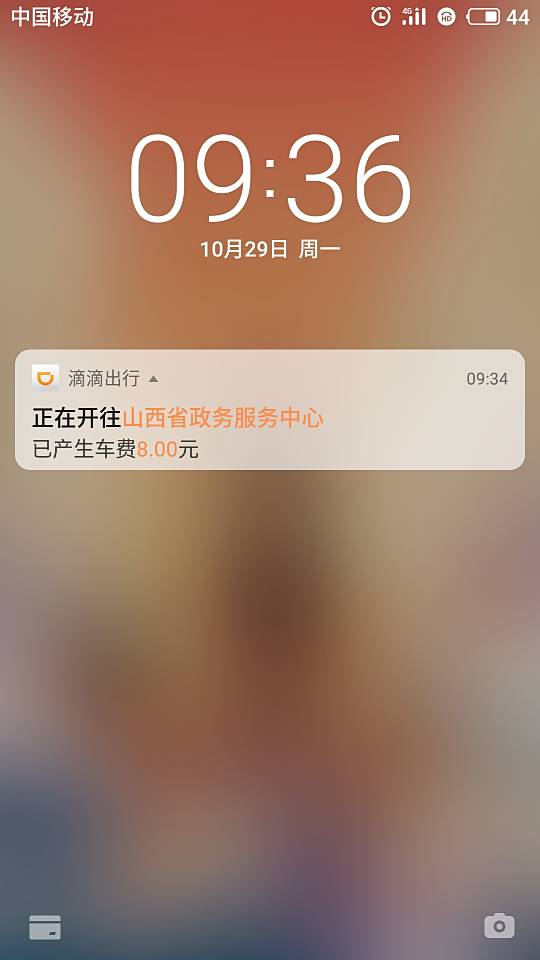 中国移动 4G HD 44
09:36
10月29日 周一
滴滴出行 09:34
正在开往山西省政务服务中心
已产生车费8.00元